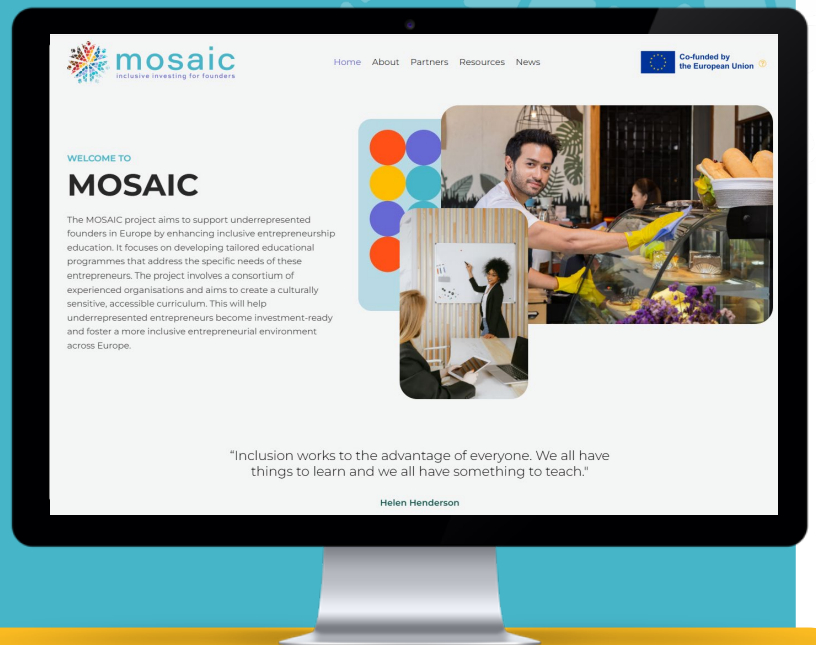 mosaic
inclusive investing for founders
Home About Partners Resources News
Co-funded by
the European Union
WELCOME TO
MOSAIC
The MOSAIC project aims to support underrepresented
founders in Europe by enhancing inclusive entrepreneurship
education. It focuses on developing tailored educational
programmes that address the specific needs of these
entrepreneurs. The project involves a consortium of
experienced organisations and aims to create a culturally
sensitive, accessible curriculum. This will help
underrepresented entrepreneurs become investment-ready
and foster a more inclusive entrepreneurial environment
across Europe.
“Inclusion works to the advantage of everyone. We all have
things to learn and we all have something to teach."
Helen Henderson